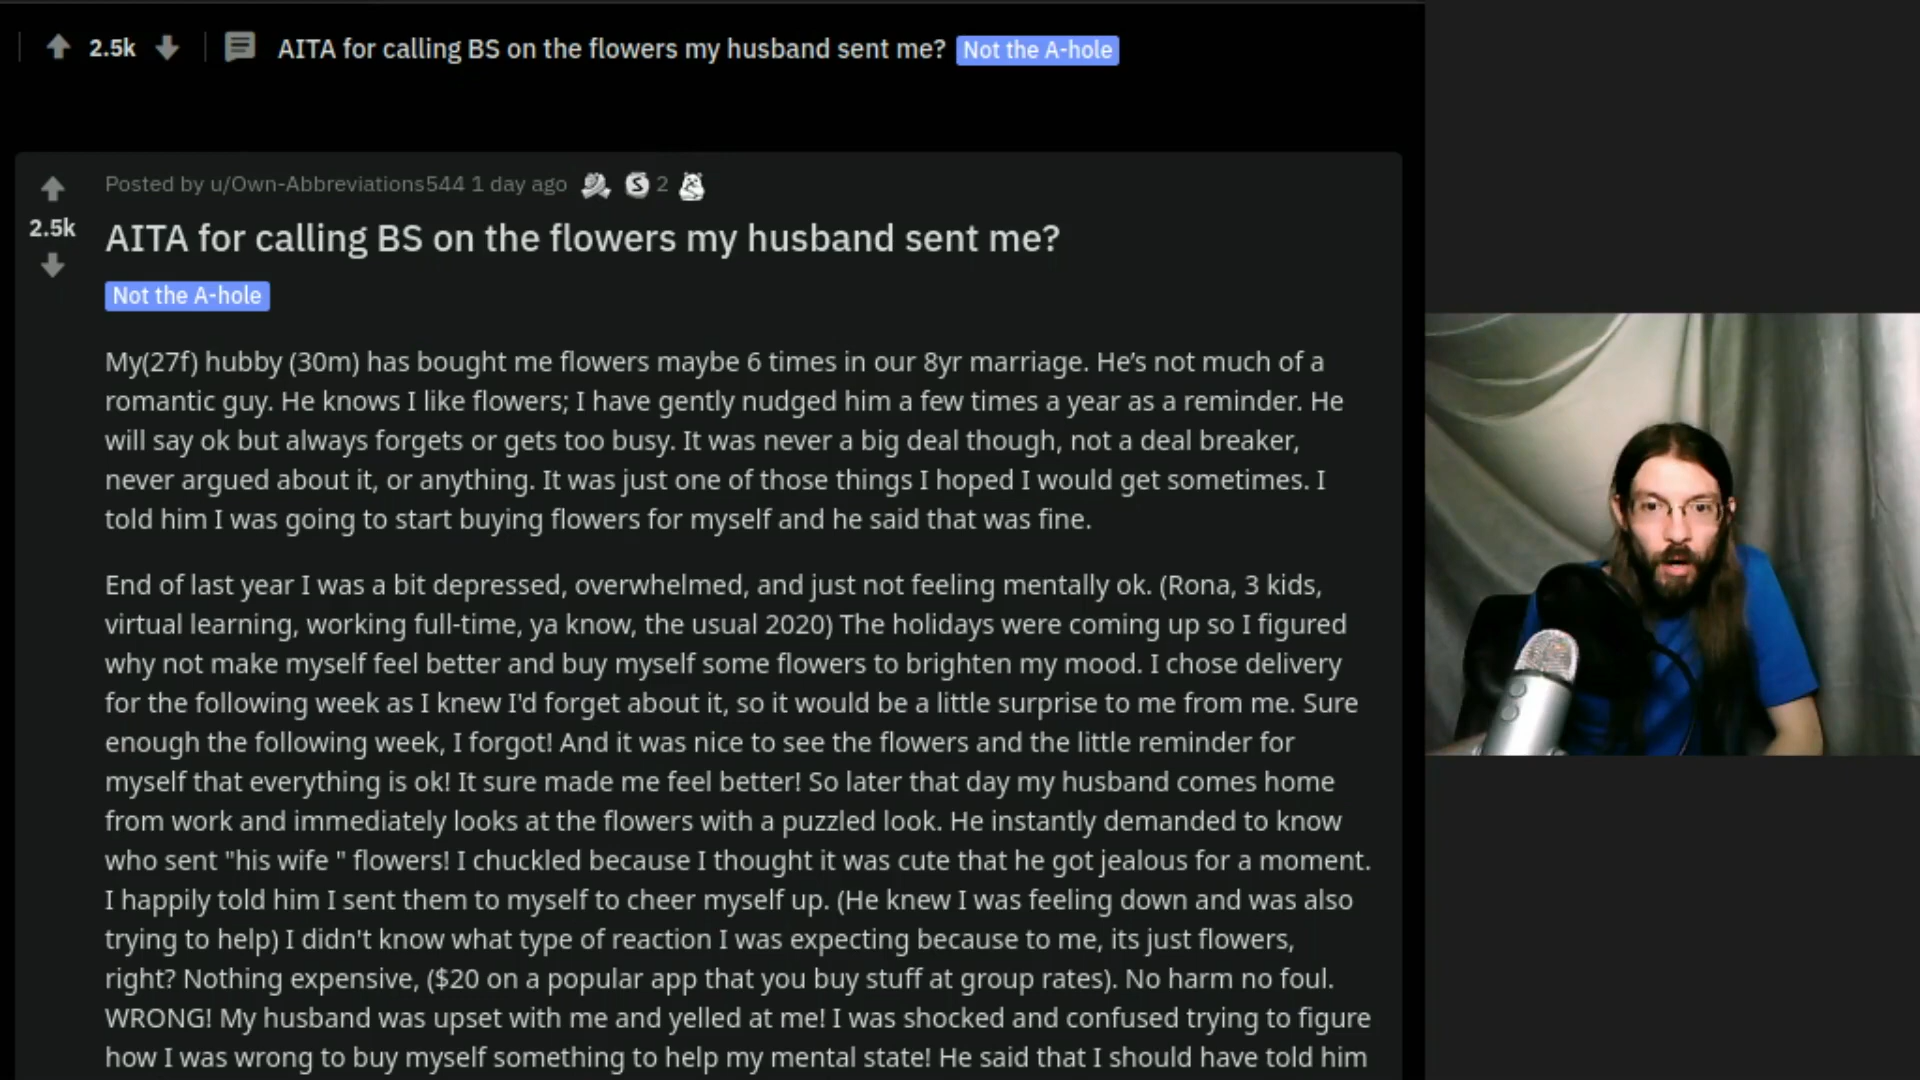 2.5k AITA for calling BS on the flowers my husband sent me? Not the A-hole
Posted by u/Own-Abbreviations544 1 day ago S 2
2.5k
AITA for calling BS on the flowers my husband sent me?
Not the A-hole
My(27f) hubby (30m) has bought me flowers maybe 6 times in our 8yr marriage. He’s not much of a
romantic guy. He knows I like flowers; I have gently nudged him a few times a year as a reminder. He
will say ok but always forgets or gets too busy. It was never a big deal though, not a deal breaker,
never argued about it, or anything. It was just one of those things I hoped I would get sometimes. I
told him I was going to start buying flowers for myself and he said that was fine.
End of last year I was a bit depressed, overwhelmed, and just not feeling mentally ok. (Rona, 3 kids,
virtual learning, working full-time, ya know, the usual 2020) The holidays were coming up so I figured
why not make myself feel better and buy myself some flowers to brighten my mood. I chose delivery
for the following week as I knew I'd forget about it, so it would be a little surprise to me from me. Sure
enough the following week, I forgot! And it was nice to see the flowers and the little reminder for
myself that everything is ok! It sure made me feel better! So later that day my husband comes home
from work and immediately looks at the flowers with a puzzled look. He instantly demanded to know
who sent "his wife " flowers! I chuckled because I thought it was cute that he got jealous for a moment.
I happily told him I sent them to myself to cheer myself up. (He knew I was feeling down and was also
trying to help) I didn't know what type of reaction I was expecting because to me, its just flowers,
right? Nothing expensive, ($20 on a popular app that you buy stuff at group rates). No harm no foul.
WRONG! My husband was upset with me and yelled at me! I was shocked and confused trying to figure
how I was wrong to buy myself something to help my mental state! He said that I should have told him